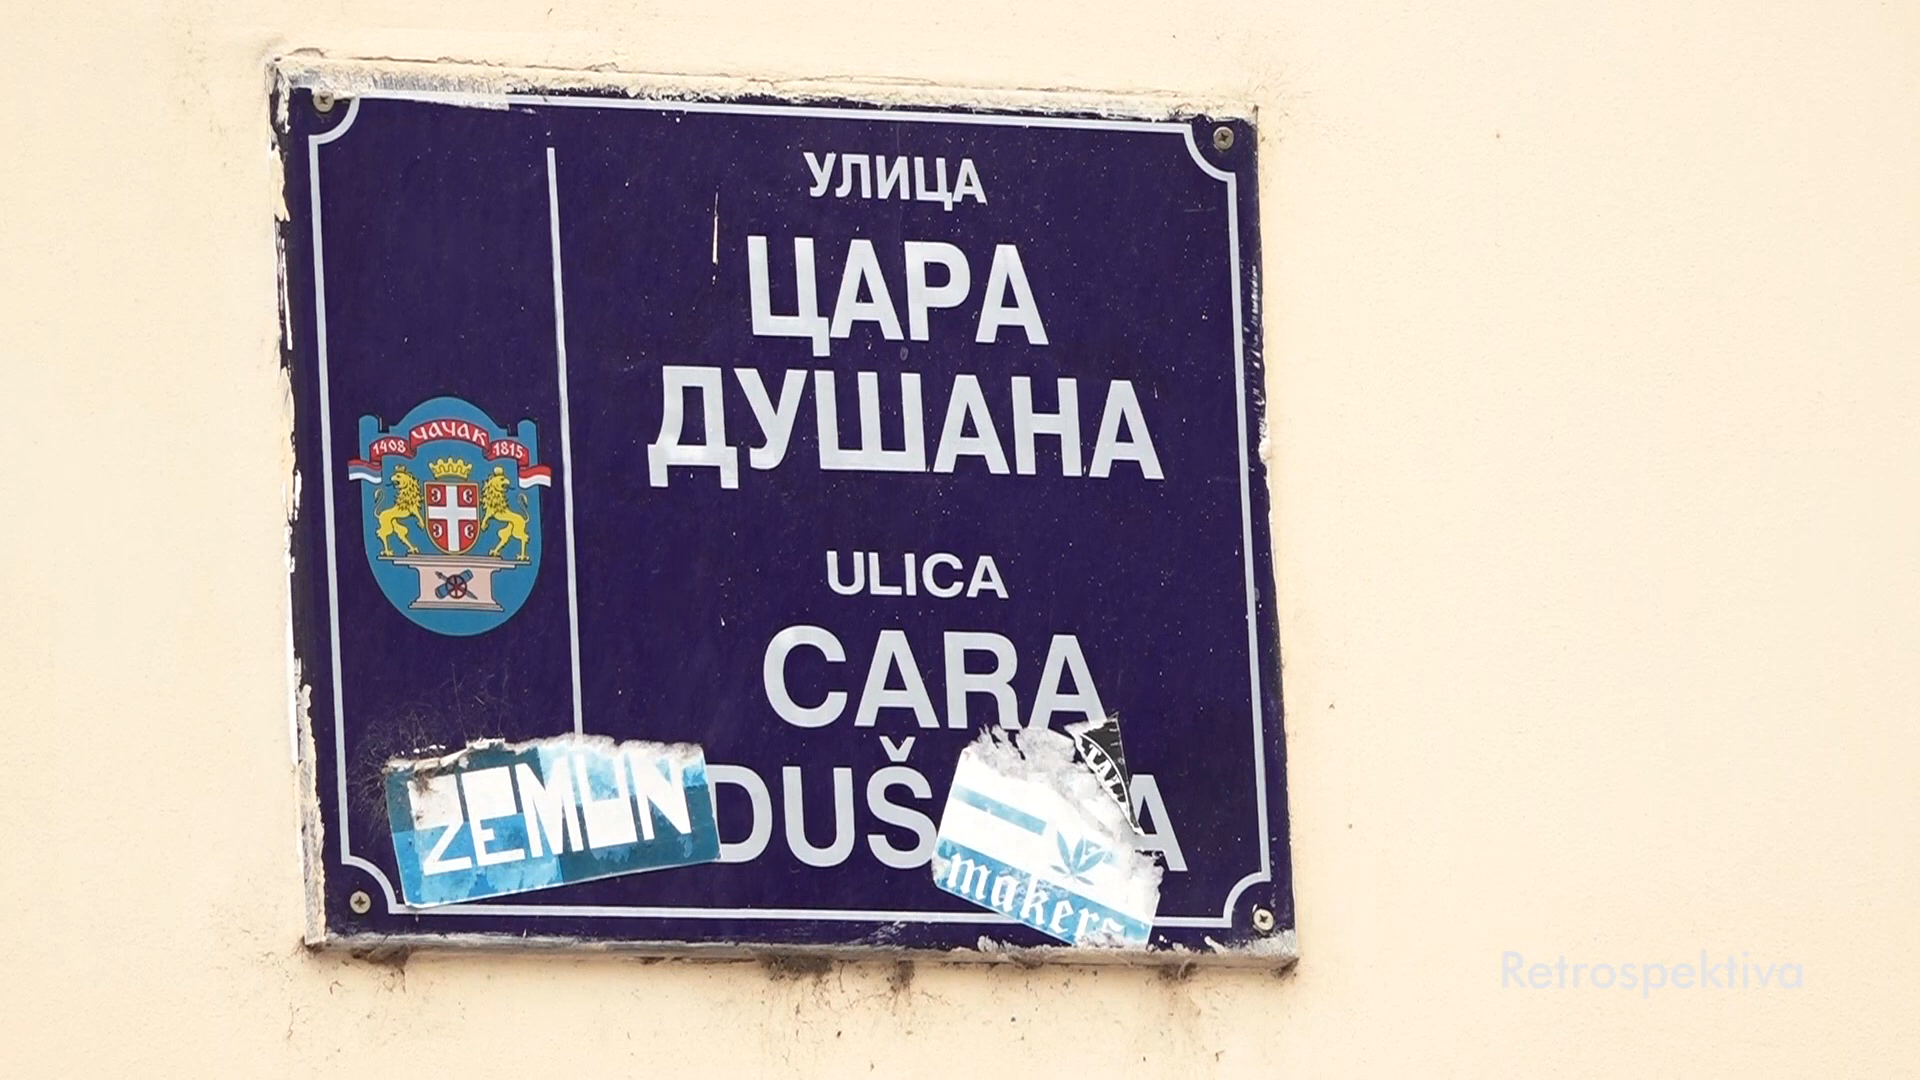 УЛИЦА
ЦАРА
ДУШАНА
1408 ЧАЧАК 1815
ULICA
CARA
ZEMUN
makers
Retrospektiva